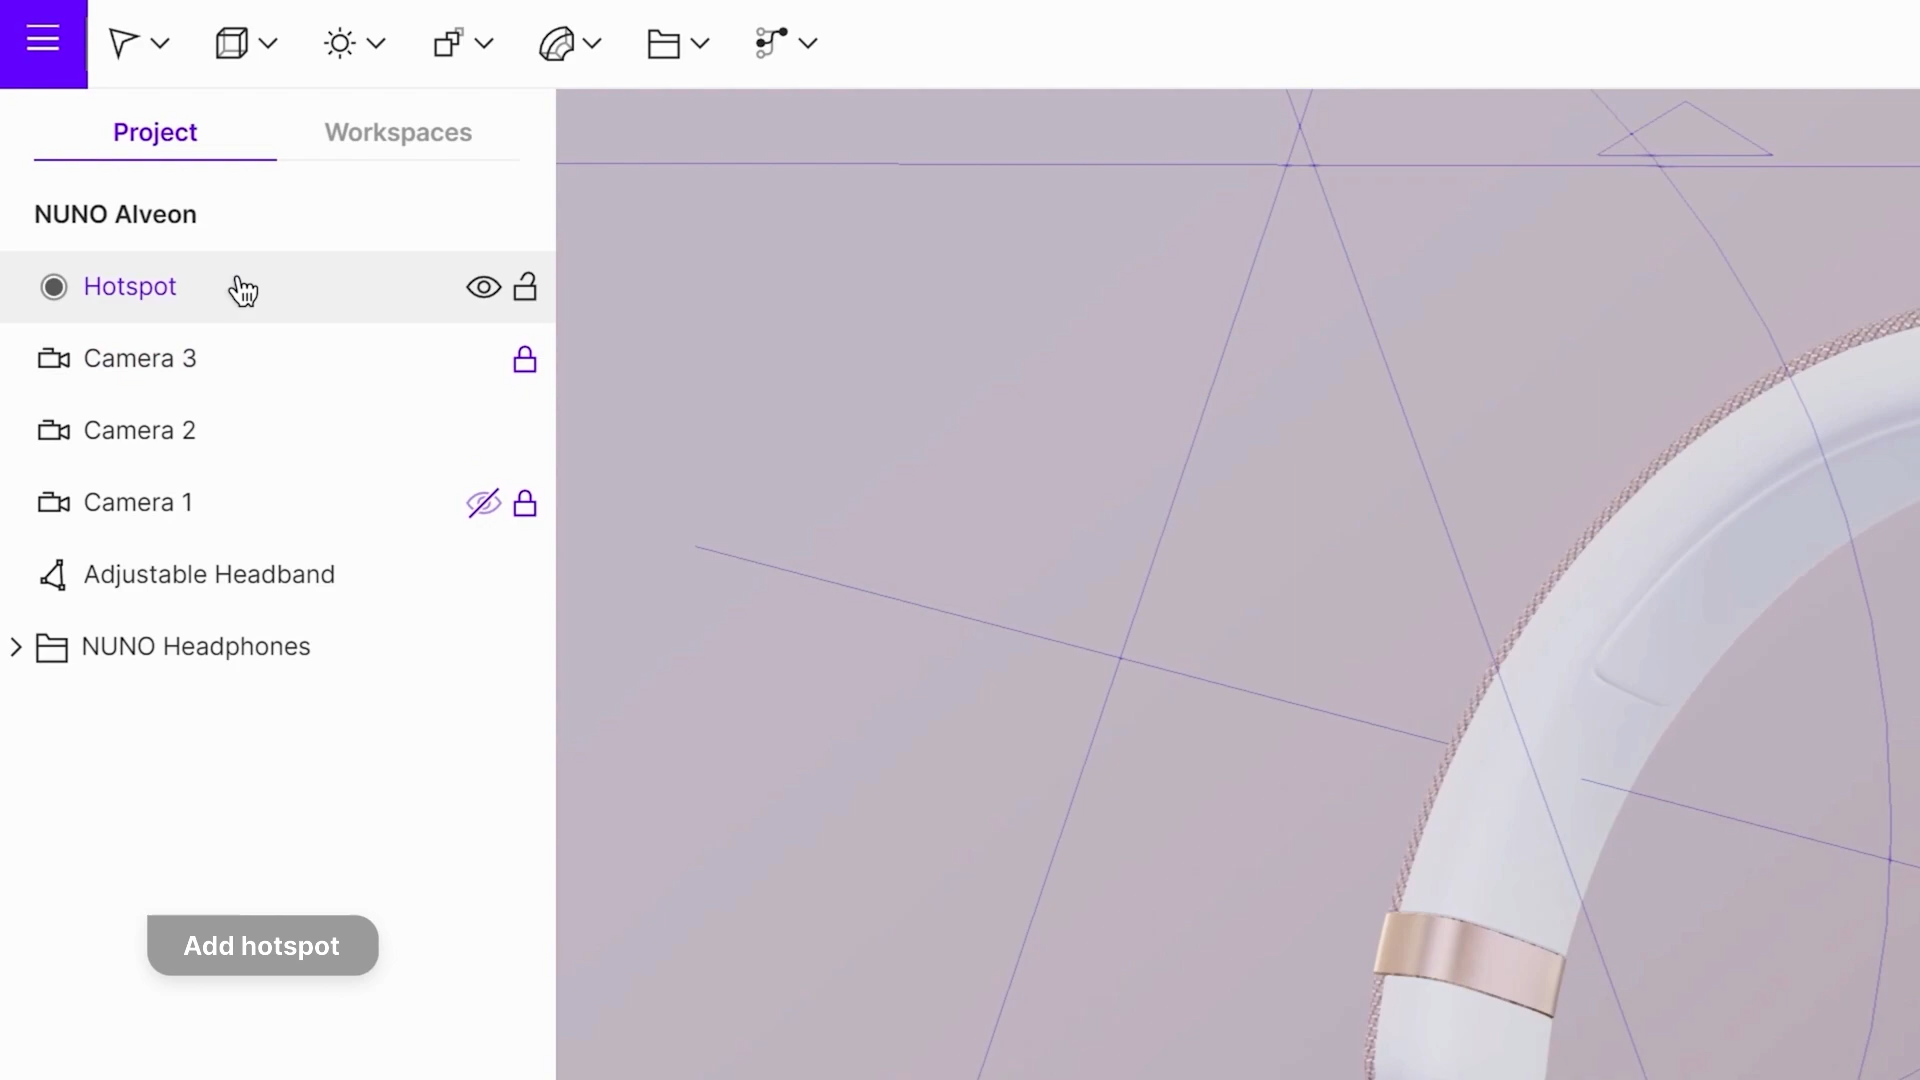 Project
Workspaces
NUNO Alveon
Hotspot
Camera 3
Camera 2
Camera 1
Adjustable Headband
NUNO Headphones
Add hotspot